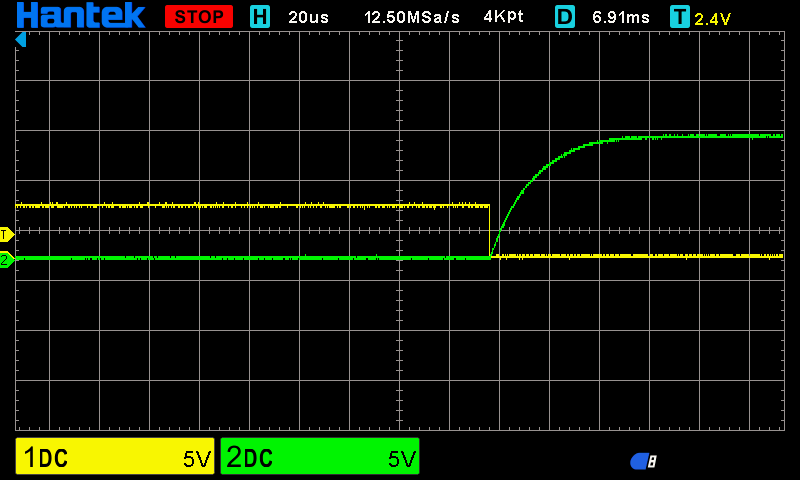 Hantek STOP H 20us 12.50MSa/s 4Kpt D 6.91ms T 2.4V
T
2
1DC 5V 2DC 5V